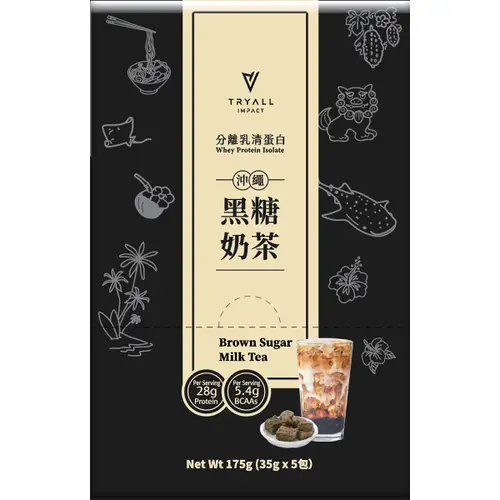 TRYALL
IMPACT
分離乳清蛋白
Whey Protein Isolate
沖繩
黑糖
奶茶
Brown Sugar
Milk Tea
Per Serving
28g
Protein
Per Serving
5.4g
BCAAs
Net Wt 175g (35g x 5包)